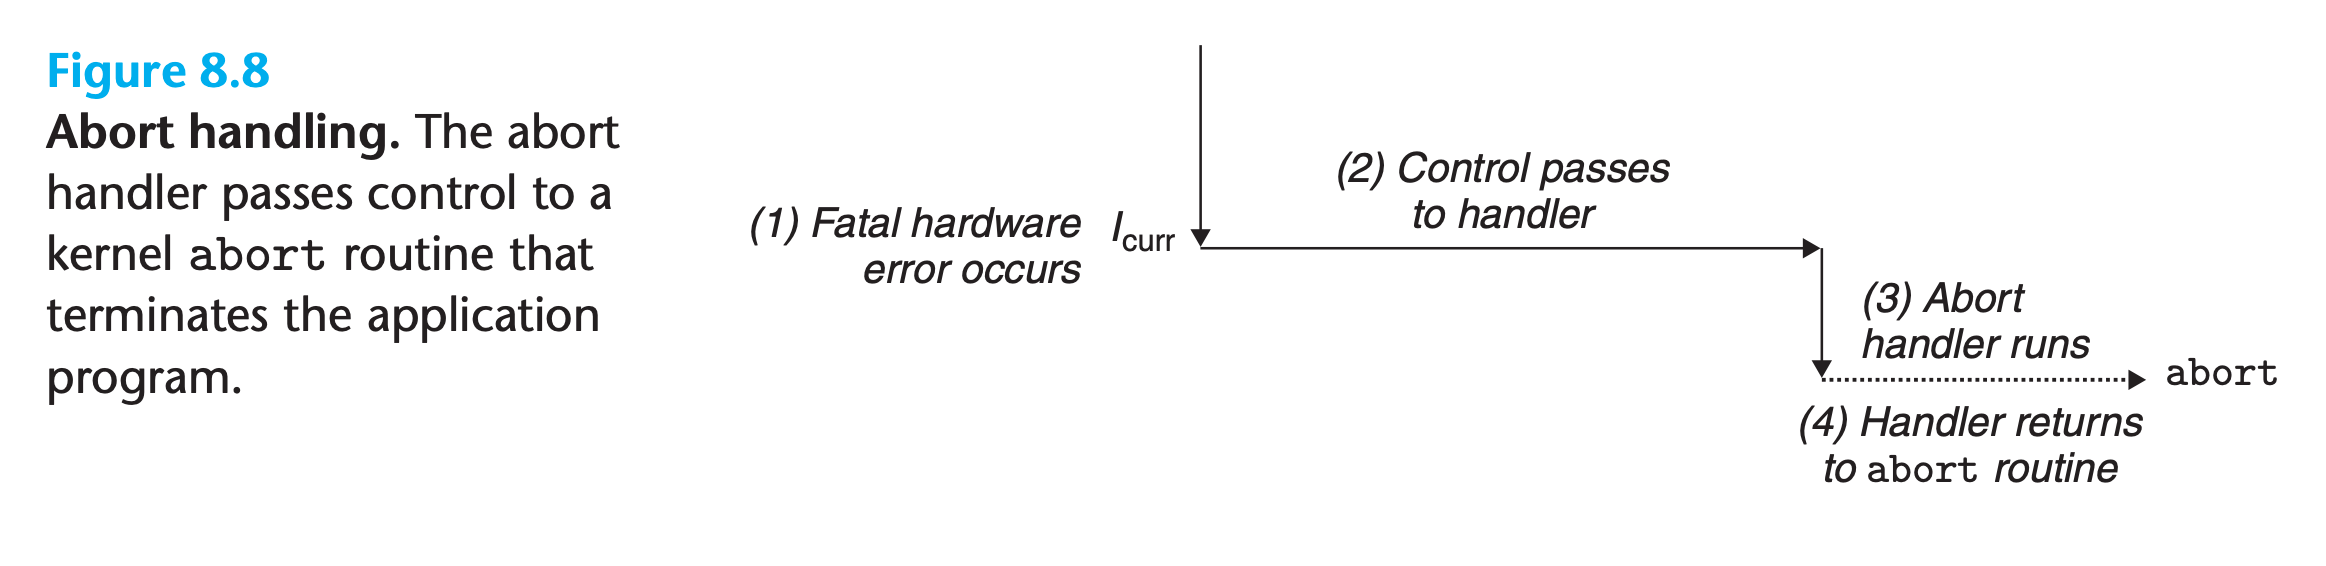 Figure 8.8
Abort handling. The abort
handler passes control to a
kernel abort routine that
terminates the application
program.
(1) Fatal hardware
error occurs
Icurr
(2) Control passes
to handler
(3) Abort
handler runs
abort
(4) Handler returns
to abort routine